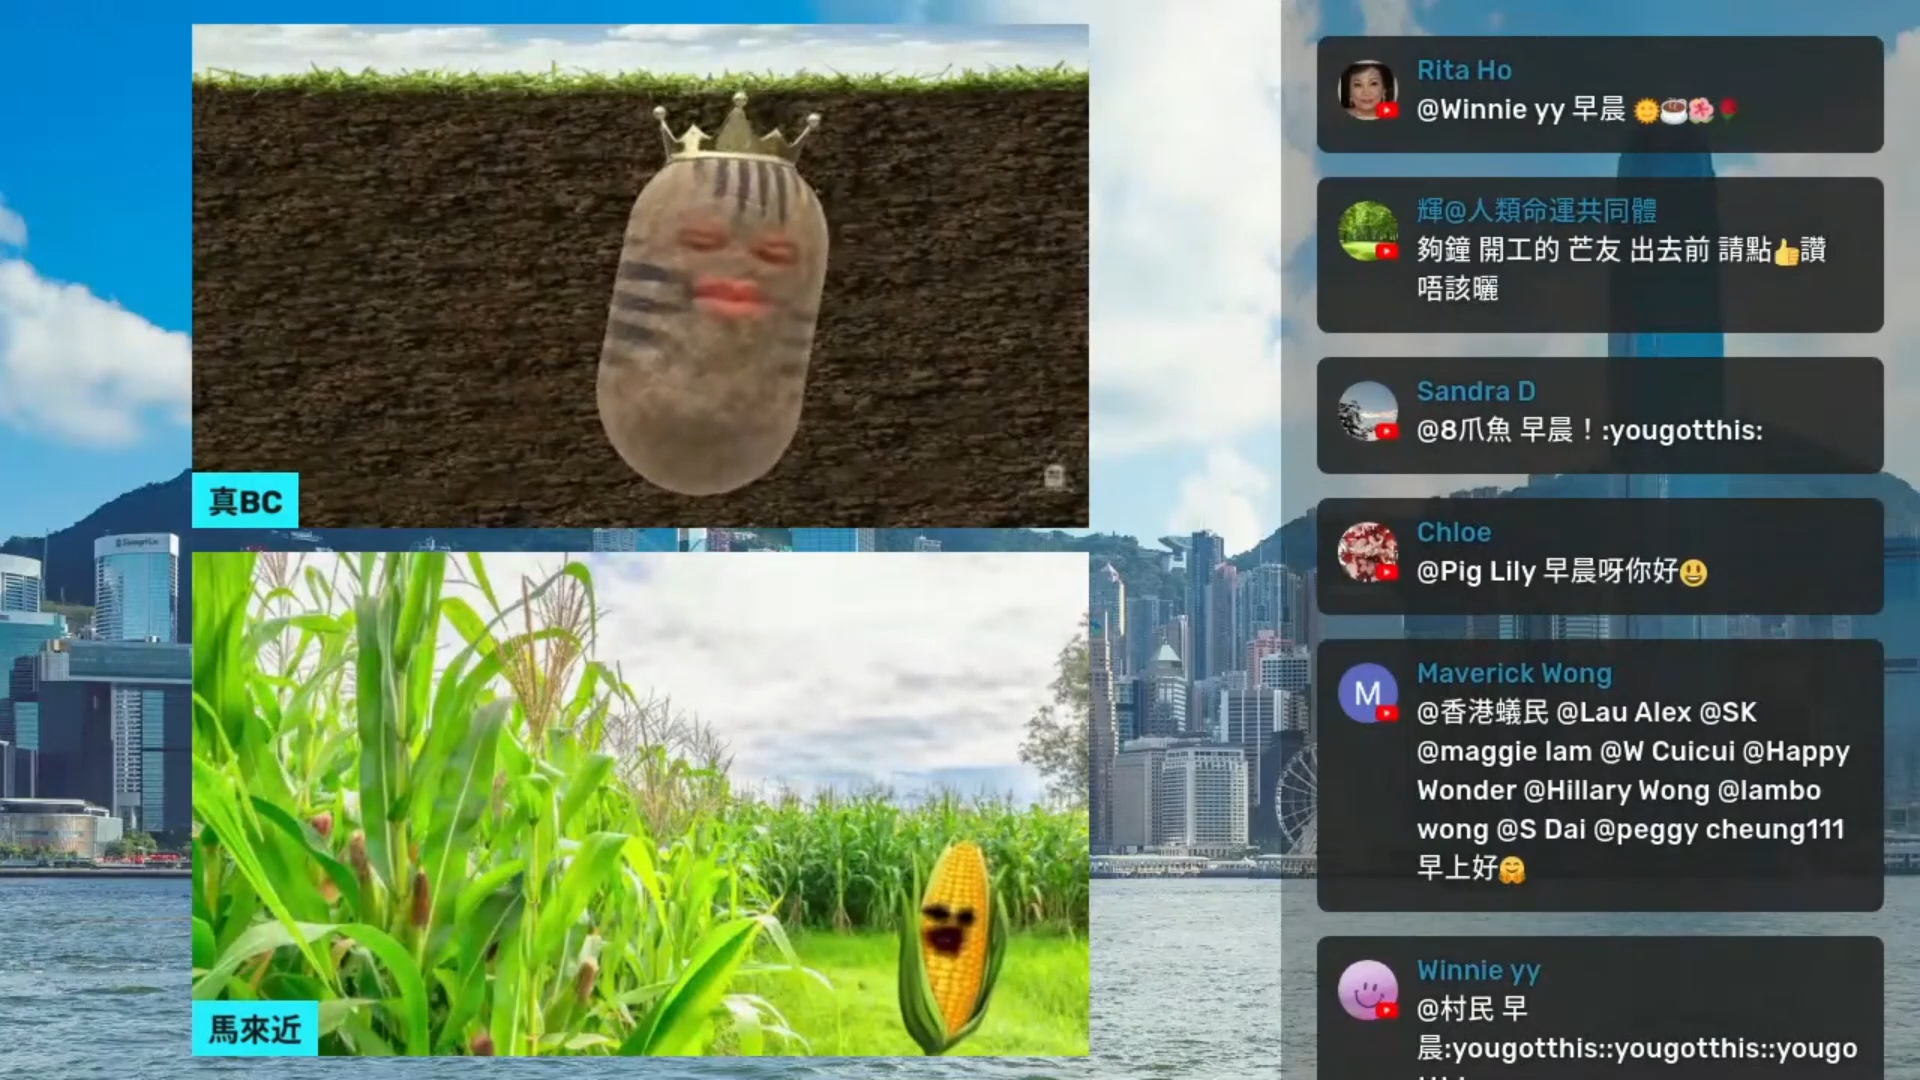 真BC
馬來近
Rita Ho
@Winnie yy 早晨 🌞☕🌺🌹
輝@人類命運共同體
夠鐘 開工的 芒友 出去前 請點👍讚
唔該曬
Sandra D
@8爪魚 早晨！:yougotthis:
Chloe
@Pig Lily 早晨呀你好😃
M
Maverick Wong
@香港蟻民 @Lau Alex @SK
@maggie lam @W Cuicui @Happy
Wonder @Hillary Wong @lambo
wong @S Dai @peggy cheung111
早上好🤗
Winnie yy
@村民 早
晨:yougotthis::yougotthis::yougo